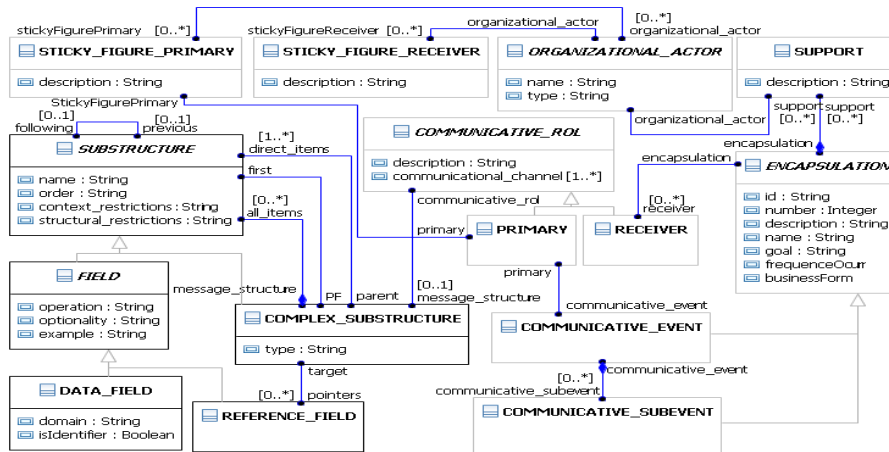 stickyFigurePrimary [0..*]
stickyFigureReceiver [0..*]
organizational_actor [0..*]
organizational_actor
STICKY_FIGURE_PRIMARY
description : String
STICKY_FIGURE_RECEIVER
description : String
ORGANIZATIONAL_ACTOR
name : String
type : String
SUPPORT
description : String
StickyFigurePrimary
organizational_actor
support
[0..*]
support
[0..*]
[0..1]
following
[0..1]
previous
SUBSTRUCTURE
name : String
order : String
context_restrictions : String
structural_restrictions : String
[1..*]
direct_items
first
[0..*]
all_items
COMMUNICATIVE_ROL
description : String
communicational_channel [1..*]
communicative_rol
encapsulation
encapsulation
ENCAPSULATION
id : String
number : Integer
description : String
name : String
goal : String
frequenceOcurr
businessForm
[0..*]
receiver
primary
PRIMARY
RECEIVER
primary
FIELD
operation : String
optionality : String
example : String
message_structure
PF
parent
[0..1]
message_structure
COMPLEX_SUBSTRUCTURE
type : String
target
communicative_event
COMMUNICATIVE_EVENT
communicative_event
[0..*]
communicative_subevent
COMMUNICATIVE_SUBEVENT
DATA_FIELD
domain : String
isIdentifier : Boolean
[0..*]
pointers
REFERENCE_FIELD